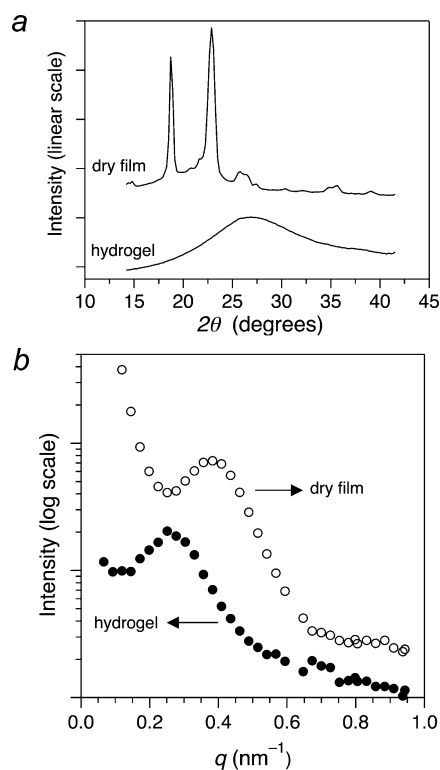 a
Intensity (linear scale)
dry film
hydrogel
10 15 20 25 30 35 40 45
2θ (degrees)
b
Intensity (log scale)
dry film
hydrogel
0.0 0.2 0.4 0.6 0.8 1.0
q (nm⁻¹)